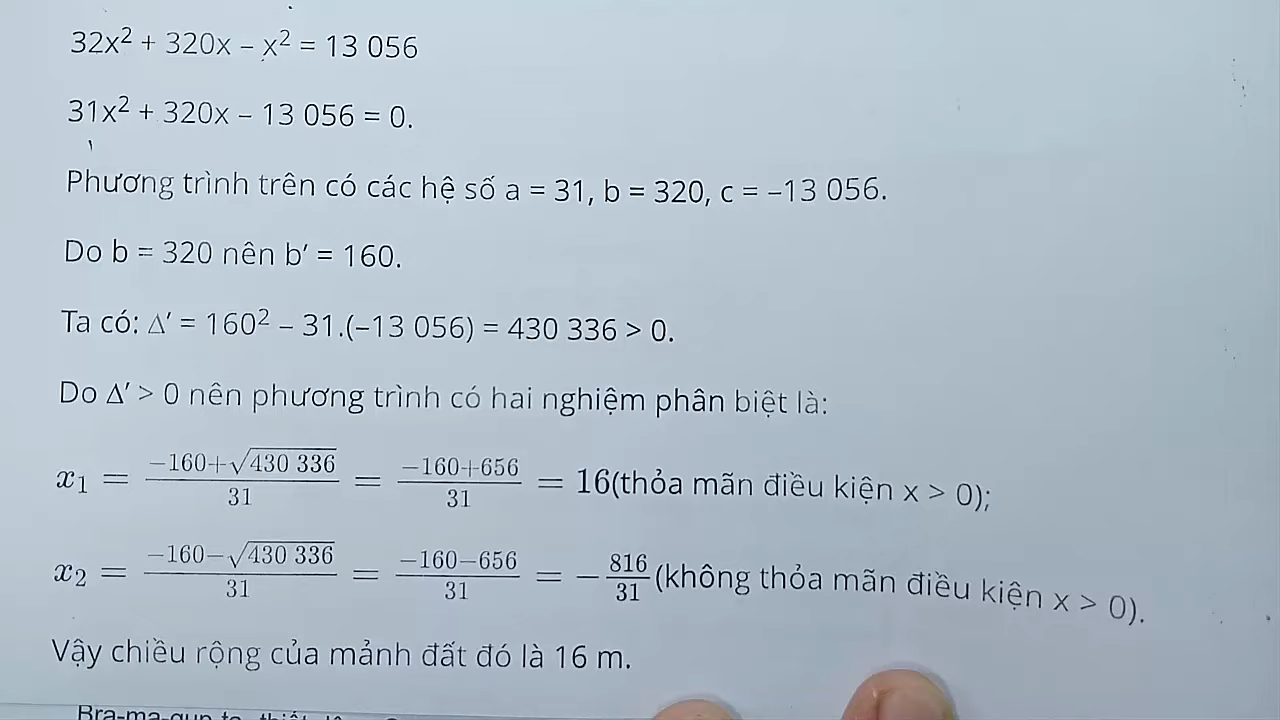 32x² + 320x – x² = 13 056
31x² + 320x – 13 056 = 0.
Phương trình trên có các hệ số a = 31, b = 320, c = –13 056.
Do b = 320 nên b′ = 160.
Ta có: Δ′ = 160² – 31.(–13 056) = 430 336 > 0.
Do Δ′ > 0 nên phương trình có hai nghiệm phân biệt là:
x₁ = (−160+√430 336)/31 = (−160+656)/31 = 16(thỏa mãn điều kiện x > 0);
x₂ = (−160−√430 336)/31 = (−160−656)/31 = −816/31 (không thỏa mãn điều kiện x > 0).
Vậy chiều rộng của mảnh đất đó là 16 m.